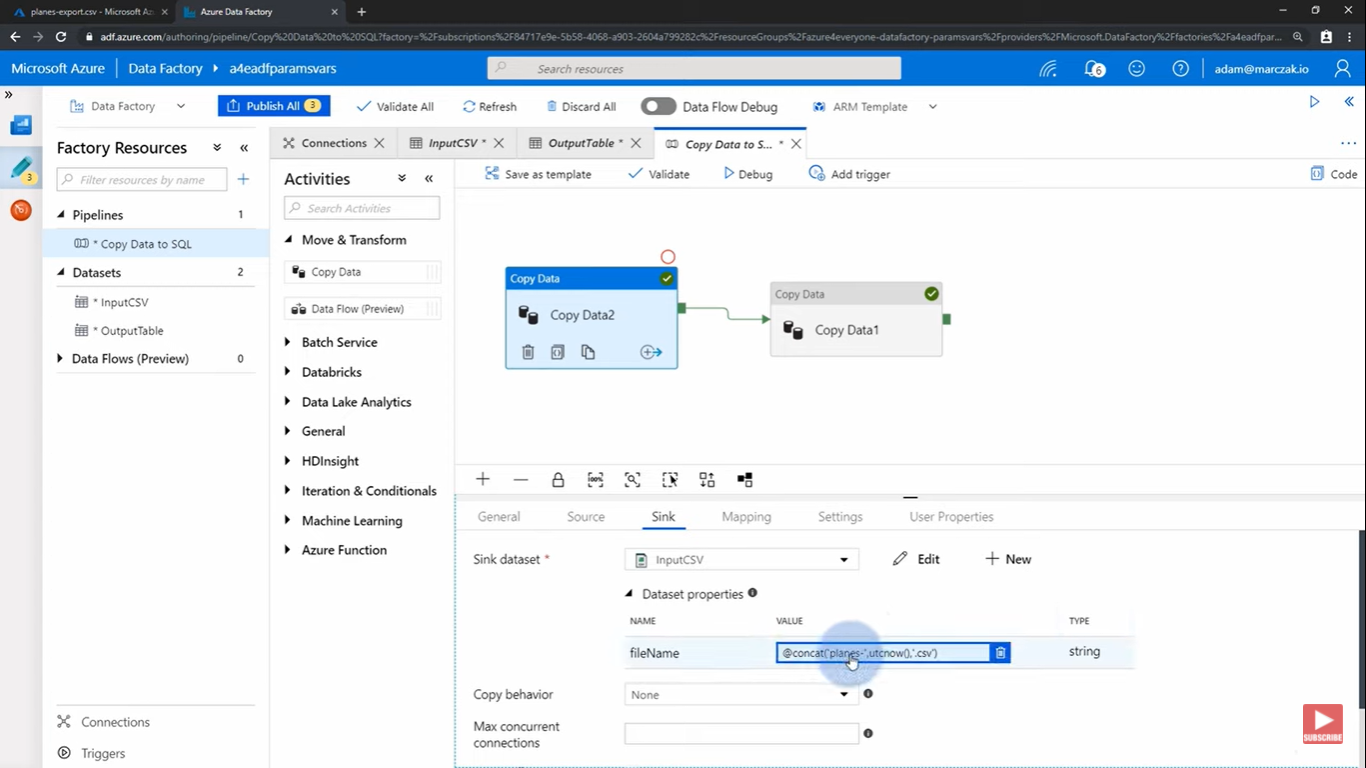 planes-export.csv - Microsoft Az
Azure Data Factory
adf.azure.com/authoring/pipeline/Copy%20Data%20to%20SQL?factory=%2Fsubscriptions%2F84717e9e-5b58-4068-a903-2604a799282c%2FresourceGroups%2Fazure4everyone-datafactory-paramsvars%2Fproviders%2FMicrosoft.DataFactory%2Ffactories%2Fa4eadfpar...
Microsoft Azure
Data Factory
a4eadfparamsvars
Search resources
6
adam@marczak.io
Data Factory
Publish All 3
Validate All
Refresh
Discard All
Data Flow Debug
ARM Template
Factory Resources
Connections
InputCSV *
OutputTable *
Copy Data to S... *
3
Filter resources by name
Activities
Save as template
Validate
Debug
Add trigger
Code
Search Activities
Pipelines 1
* Copy Data to SQL
Datasets 2
* InputCSV
* OutputTable
Data Flows (Preview) 0
Move & Transform
Copy Data
Data Flow (Preview)
Batch Service
Databricks
Data Lake Analytics
General
HDInsight
Iteration & Conditionals
Machine Learning
Azure Function
Copy Data
Copy Data2
Copy Data
Copy Data1
100%
General
Source
Sink
Mapping
Settings
User Properties
Sink dataset *
InputCSV
Edit
New
Dataset properties
NAME VALUE TYPE
fileName @concat('planes-',utcnow(),'.csv') string
Copy behavior
None
Max concurrent
connections
Connections
Triggers
SUBSCRIBE